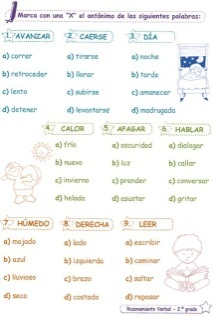 Marca con una "X" el antónimo de las siguientes palabras:
1. AVANZAR
a) correr
b) retroceder
c) lento
d) detener
2. CAERSE
a) tirarse
b) llorar
c) subirse
d) levantarse
3. DÍA
a) noche
b) tarde
c) amanecer
d) madrugada
4. CALOR
a) frío
b) nuevo
c) invierno
d) helada
5. APAGAR
a) oscuridad
b) luz
c) prender
d) asustar
6. HABLAR
a) dialogar
b) callar
c) conversar
d) gritar
7. HÚMEDO
a) mojado
b) azul
c) lluvioso
d) seco
8. DERECHA
a) lado
b) izquierda
c) brazo
d) costado
9. LEER
a) escribir
b) caminar
c) saltar
d) reposar
Razonamiento Verbal - 2.° grado